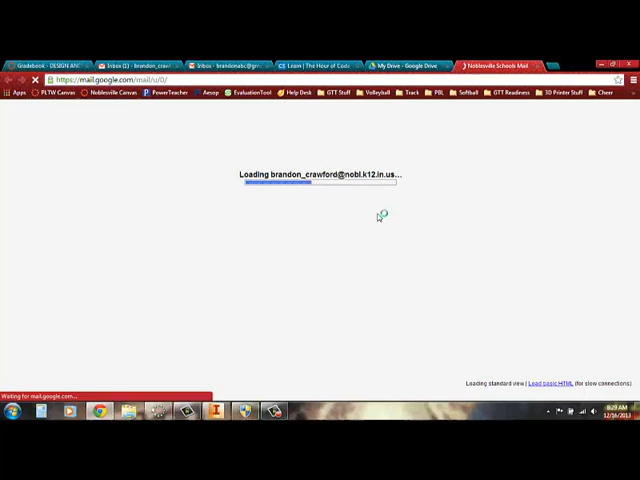 Gradebook - DESIGN AND
Inbox (1) - brandon_craw
Inbox - brandonabc@gm
Learn | The Hour of Code
My Drive - Google Drive
Noblesville Schools Mail
https://mail.google.com/mail/u/0/
Apps PLTW Canvas Noblesville Canvas PowerTeacher Aesop EvaluationTool Help Desk GTT Stuff Volleyball Track PBL Softball GTT Readiness 3D Printer Stuff Cheer
Loading brandon_crawford@nobl.k12.in.us...
Loading standard view | Load basic HTML (for slow connections)
Waiting for mail.google.com...
8:29 AM
12/16/2013